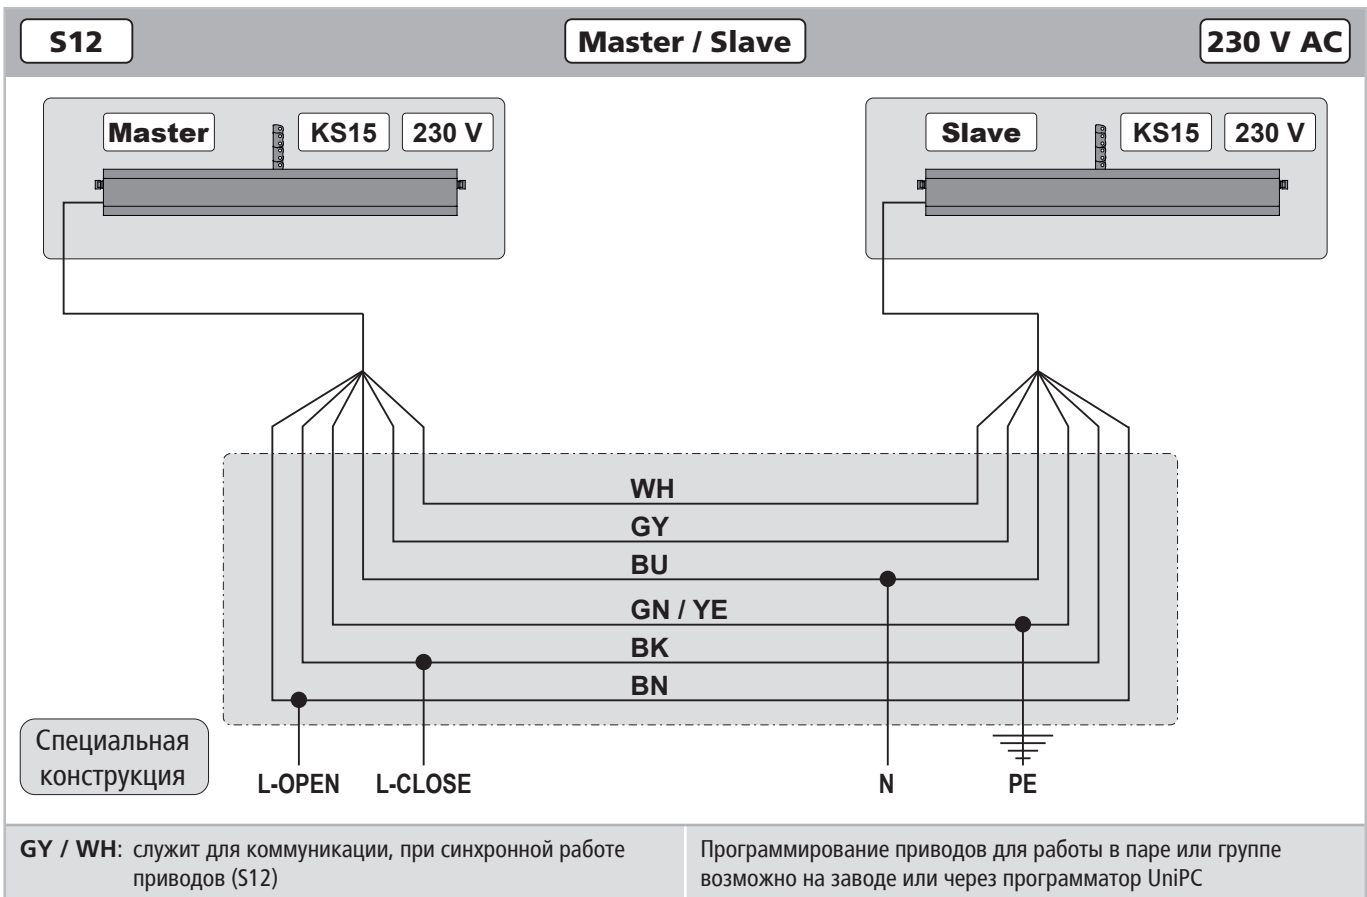 S12
Master / Slave
230 V AC
Master
KS15
230 V
Slave
KS15
230 V
WH
GY
BU
GN / YE
BK
BN
Специальная
конструкция
L-OPEN
L-CLOSE
N
PE
GY / WH: служит для коммуникации, при синхронной работе
приводов (S12)
Программирование приводов для работы в паре или группе
возможно на заводе или через программатор UniPC